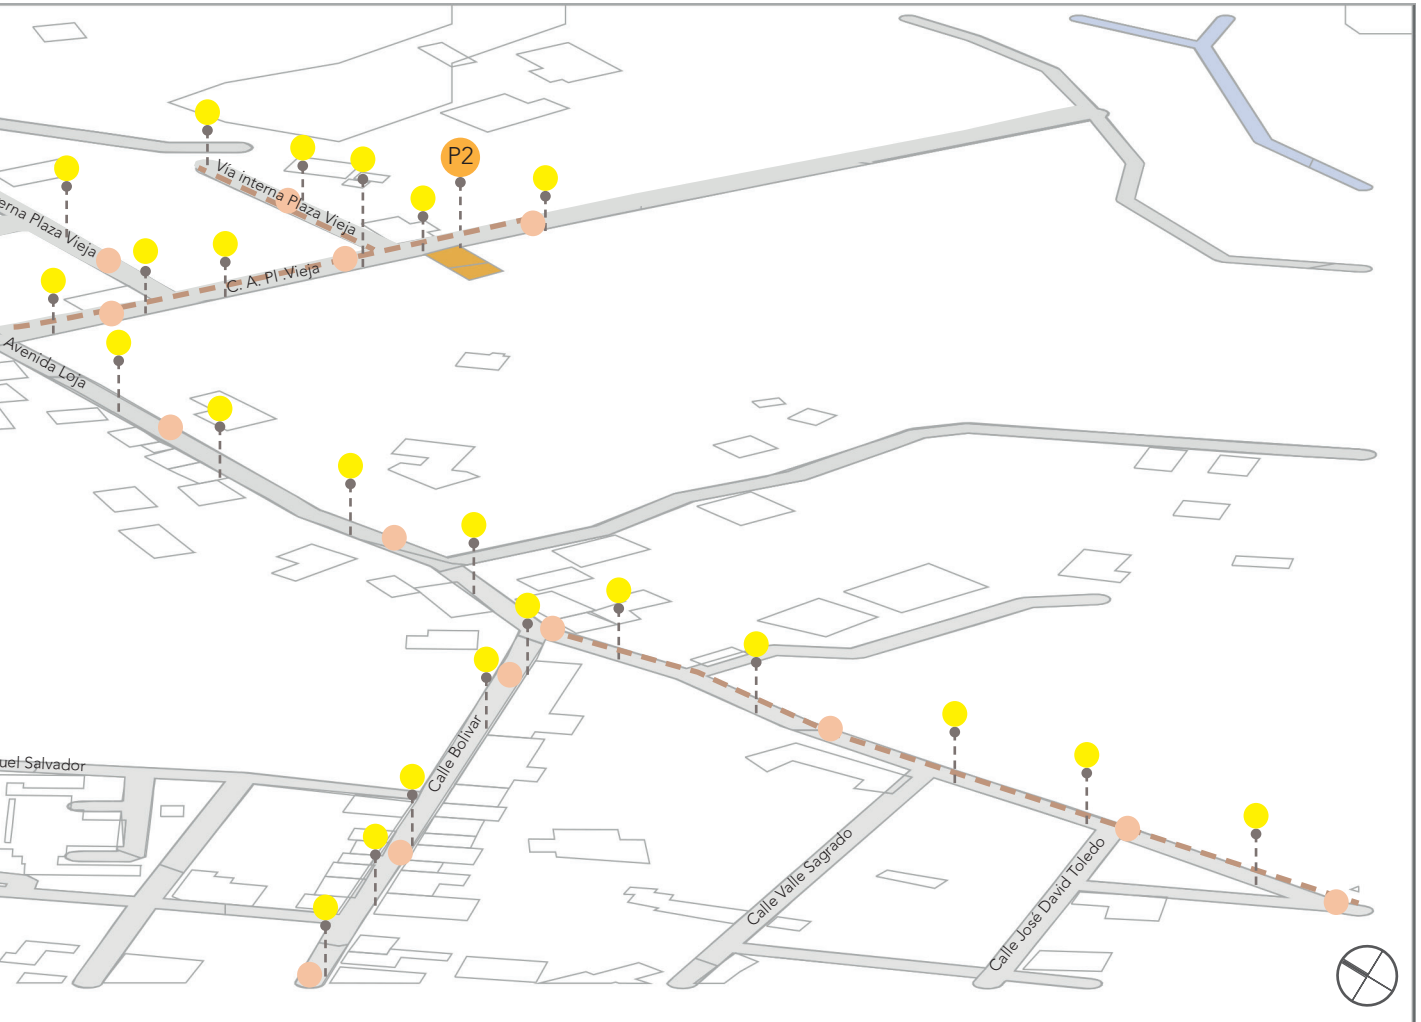 P2
Vía interna Plaza Vieja
erna Plaza Vieja
C. A. Pl .Vieja
Avenida Loja
Calle Bolívar
uel Salvador
Calle Valle Sagrado
Calle José David Toledo